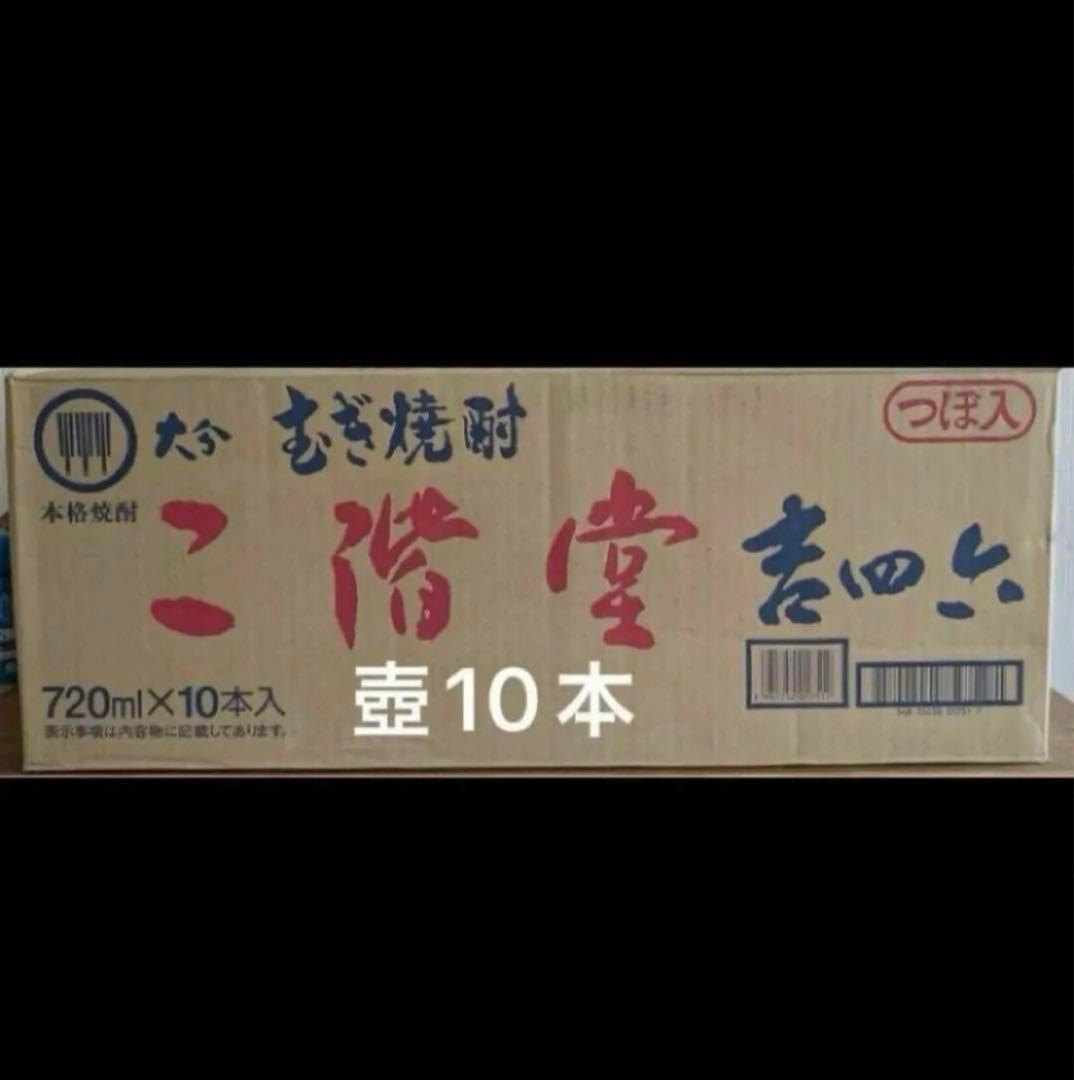 大分 むぎ焼酎
つぼ入
本格焼酎
二階堂 吉四六
720ml×10本入
表示事項は内容物に記載してあります。
壺10本